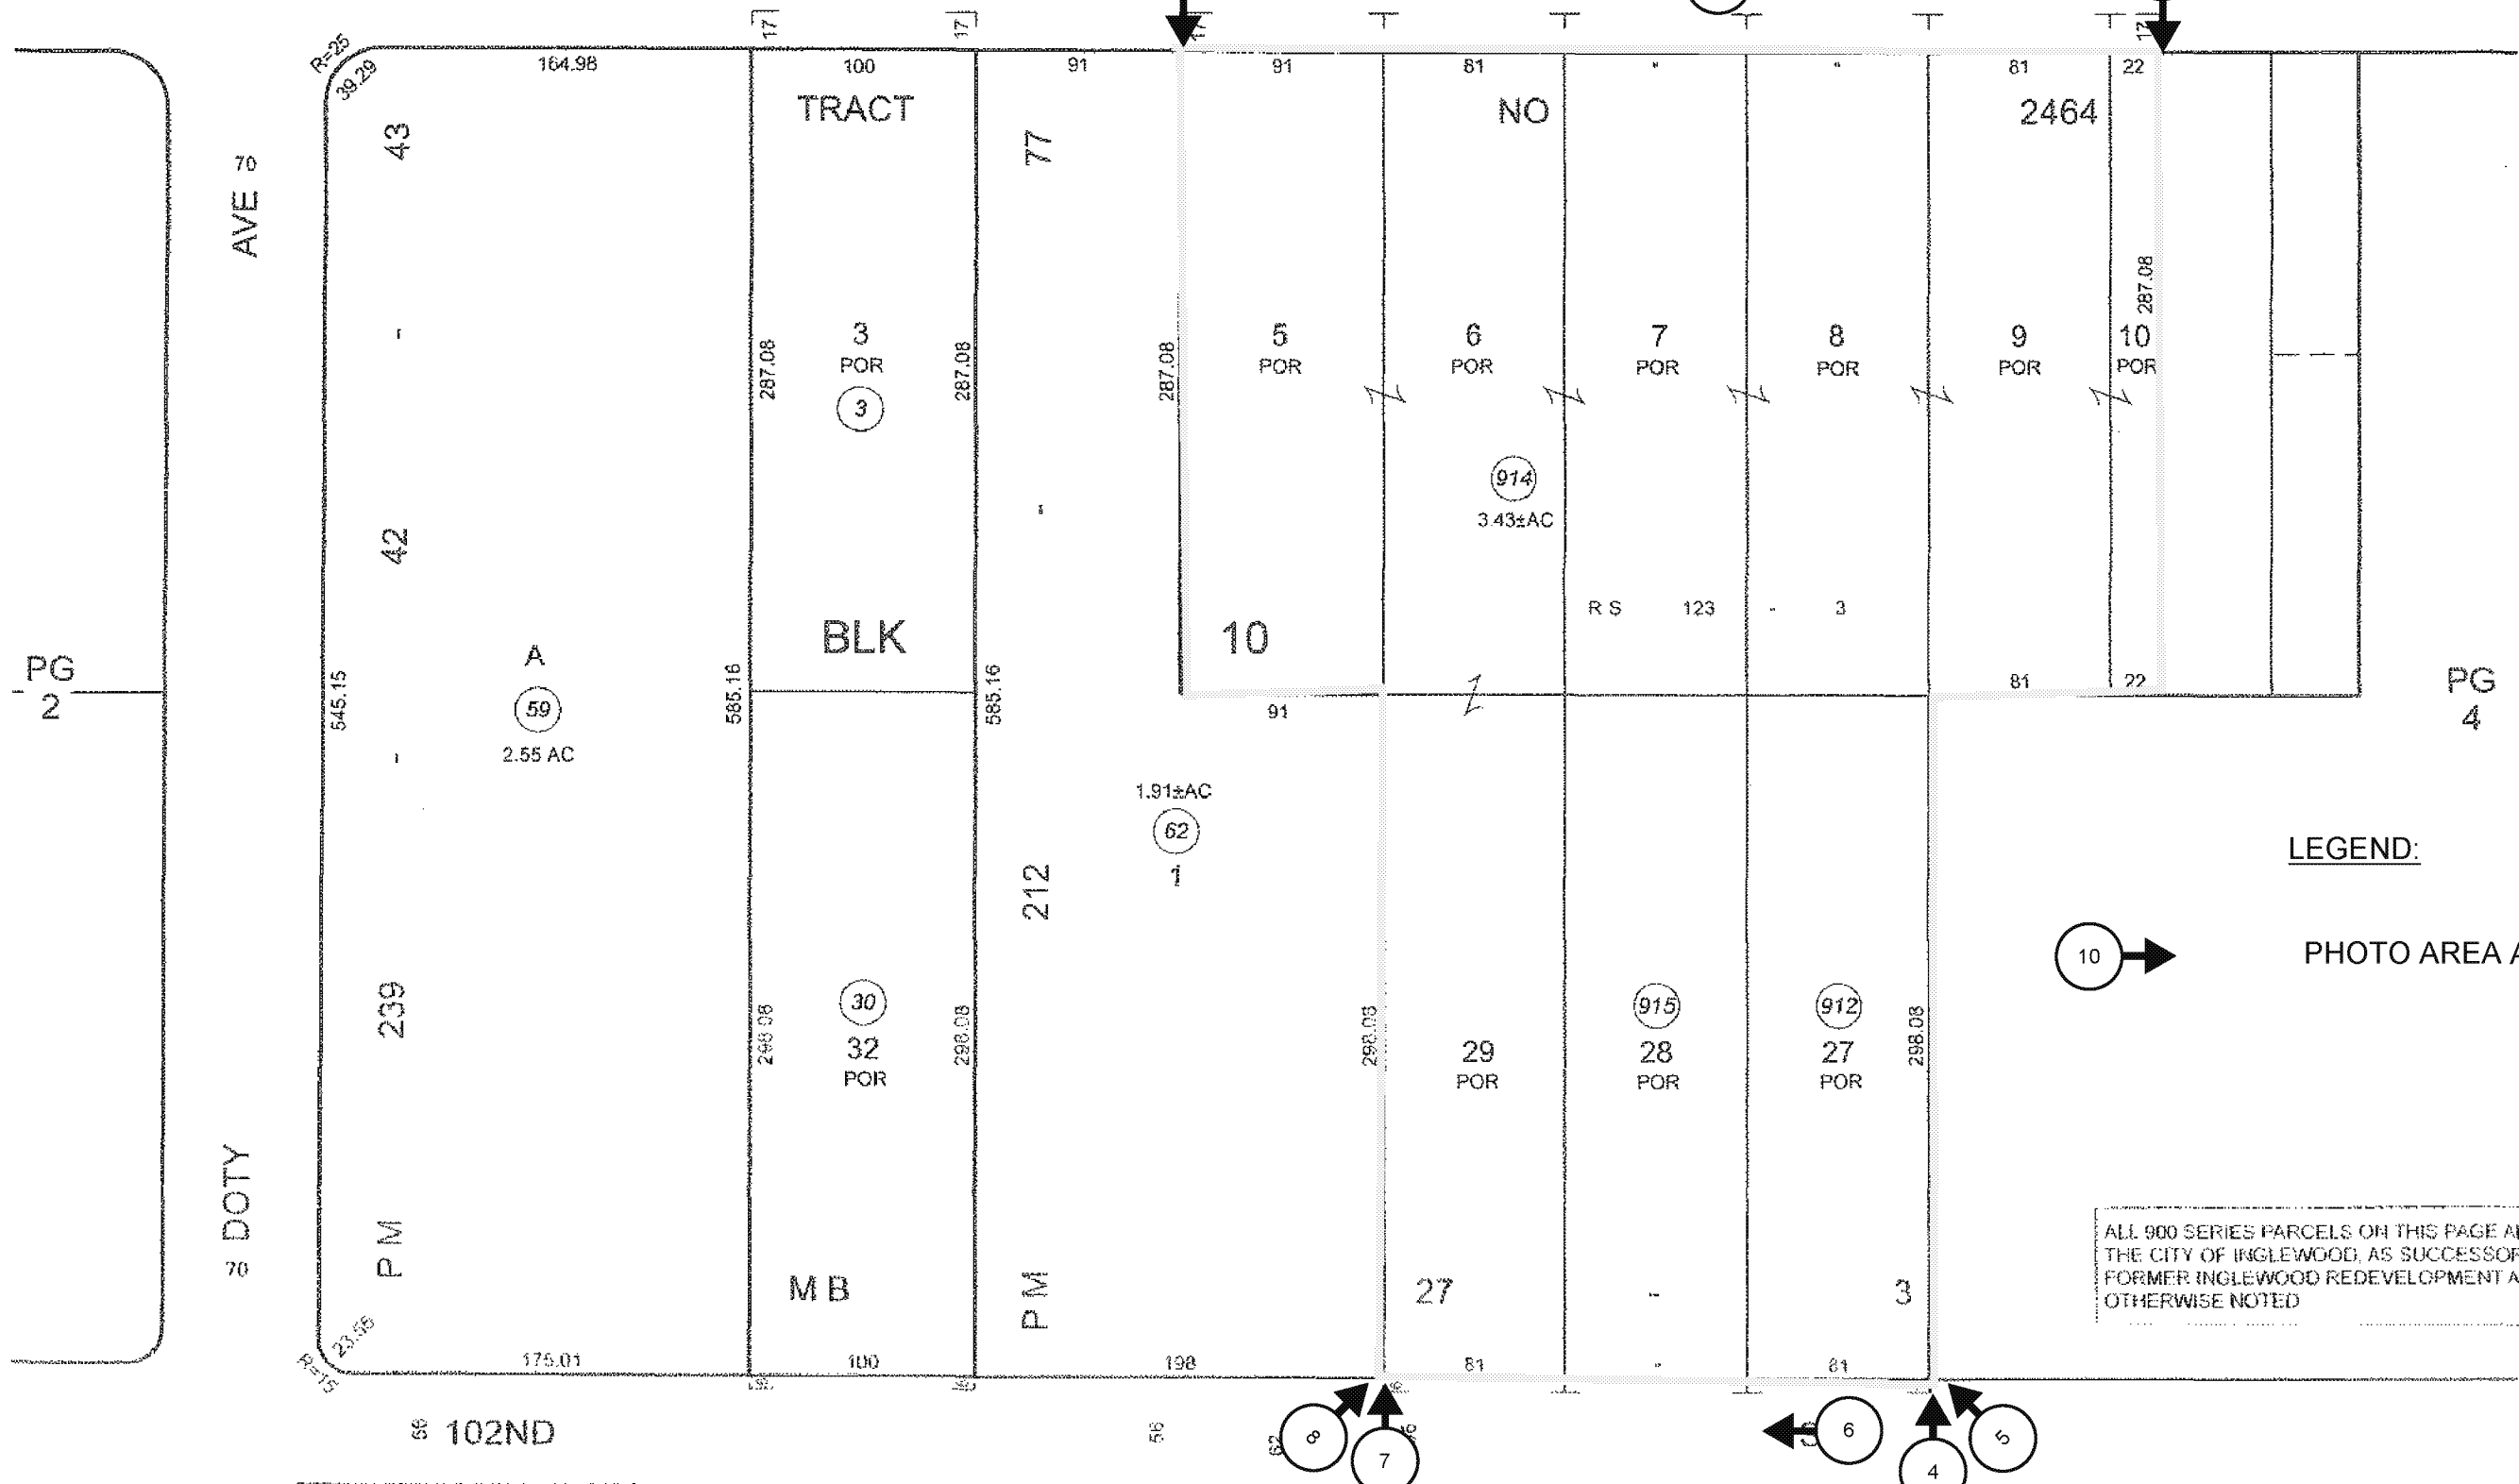 17
17
17
17
R=25
39.29
164.98
100
91
91
81
"
"
81
22
TRACT
NO
2464
43
77
70
AVE
-
287.08
3
POR
3
287.08
287.08
5
POR
6
POR
7
POR
8
POR
9
POR
10
POR
287.08
914
3.43±AC
-
42
R S 123 - 3
BLK
10
PG
2
545.15
A
59
2.55 AC
585.16
585.16
91
81
22
PG
4
-
1.91±AC
62
1
212
LEGEND:
10
PHOTO AREA A
239
298.08
30
32
POR
298.08
298.08
29
POR
915
28
POR
912
27
POR
298.08
DOTY
70
P M
M B
P M
27
-
3
ALL 900 SERIES PARCELS ON THIS PAGE A
THE CITY OF INGLEWOOD, AS SUCCESSOR
FORMER INGLEWOOD REDEVELOPMENT A
OTHERWISE NOTED
R=15
23.56
175.01
100
198
81
"
81
102ND
56
62
8
7
S
6
4
5